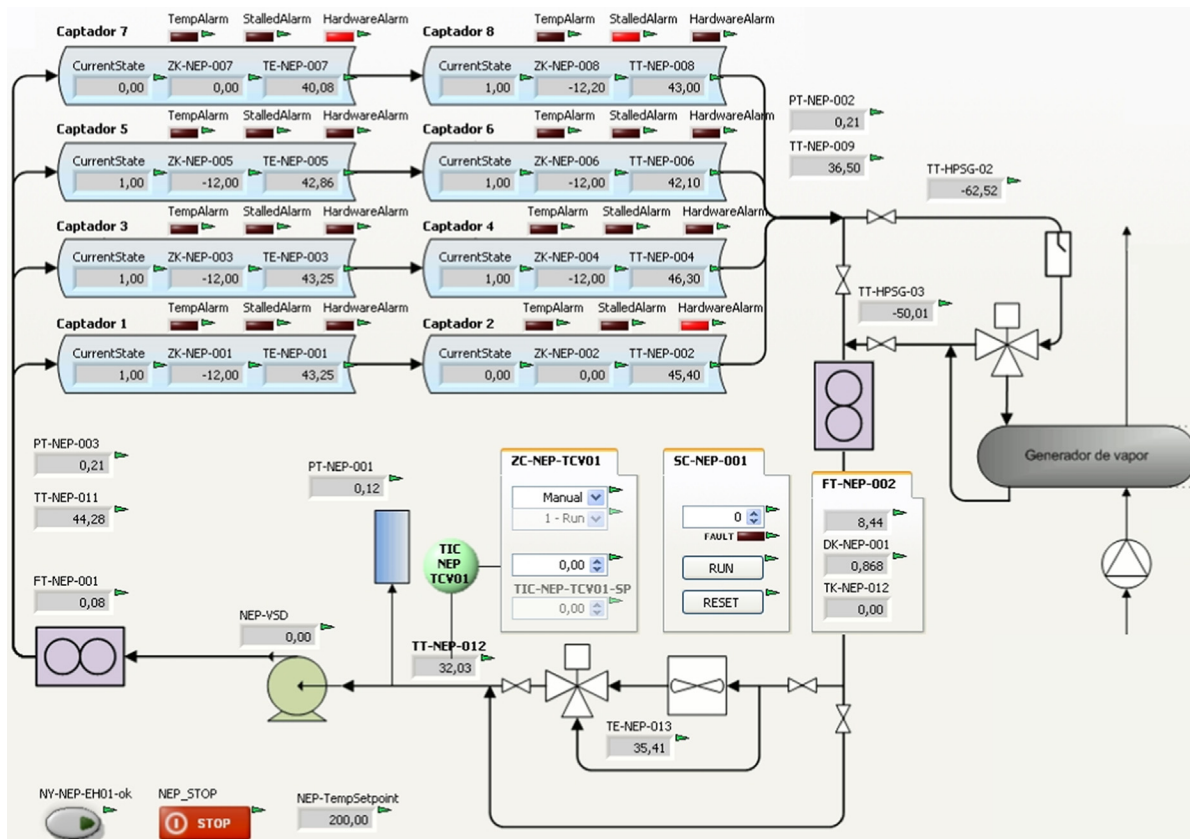 TempAlarm StalledAlarm HardwareAlarm
Captador 7
CurrentState ZK-NEP-007 TE-NEP-007
0,00 0,00 40,08
TempAlarm StalledAlarm HardwareAlarm
Captador 8
CurrentState ZK-NEP-008 TT-NEP-008
1,00 -12,20 43,00
TempAlarm StalledAlarm HardwareAlarm
Captador 5
CurrentState ZK-NEP-005 TE-NEP-005
1,00 -12,00 42,86
TempAlarm StalledAlarm HardwareAlarm
Captador 6
CurrentState ZK-NEP-006 TT-NEP-006
1,00 -12,00 42,10
TempAlarm StalledAlarm HardwareAlarm
Captador 3
CurrentState ZK-NEP-003 TE-NEP-003
1,00 -12,00 43,25
TempAlarm StalledAlarm HardwareAlarm
Captador 4
CurrentState ZK-NEP-004 TT-NEP-004
1,00 -12,00 46,30
TempAlarm StalledAlarm HardwareAlarm
Captador 1
CurrentState ZK-NEP-001 TE-NEP-001
1,00 -12,00 43,25
TempAlarm StalledAlarm HardwareAlarm
Captador 2
CurrentState ZK-NEP-002 TT-NEP-002
0,00 0,00 45,40
PT-NEP-002
0,21
TT-NEP-009
36,50
TT-HPSG-02
-62,52
TT-HPSG-03
-50,01
Generador de vapor
PT-NEP-003
0,21
TT-NEP-011
44,28
FT-NEP-001
0,08
PT-NEP-001
0,12
NEP-VSD
0,00
TIC
NEP
TCV01
TT-NEP-012
32,03
ZC-NEP-TCV01
Manual
1 - Run
0,00
TIC-NEP-TCV01-SP
0,00
SC-NEP-001
0
FAULT
RUN
RESET
FT-NEP-002
8,44
DK-NEP-001
0,868
TK-NEP-012
0,00
TE-NEP-013
35,41
NY-NEP-EH01-ok
NEP_STOP
STOP
NEP-TempSetpoint
200,00